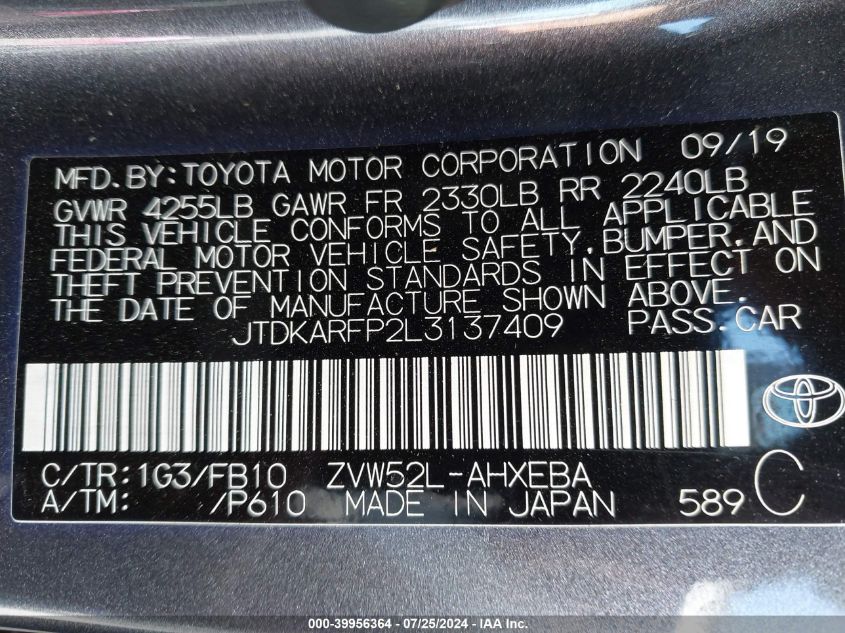 MFD.BY:TOYOTA MOTOR CORPORATION 09/19
GVWR 4255LB GAWR FR 2330LB RR 2240LB
THIS VEHICLE CONFORMS TO ALL APPLICABLE
FEDERAL MOTOR VEHICLE SAFETY,BUMPER,AND
THEFT PREVENTION STANDARDS IN EFFECT ON
THE DATE OF MANUFACTURE SHOWN ABOVE.
JTDKARFP2L3137409 PASS.CAR
C/TR:1G3/FB10 ZVW52L-AHXEBA
A/TM: /P610 MADE IN JAPAN 589 C
000-39956364 - 07/25/2024 - IAA Inc.